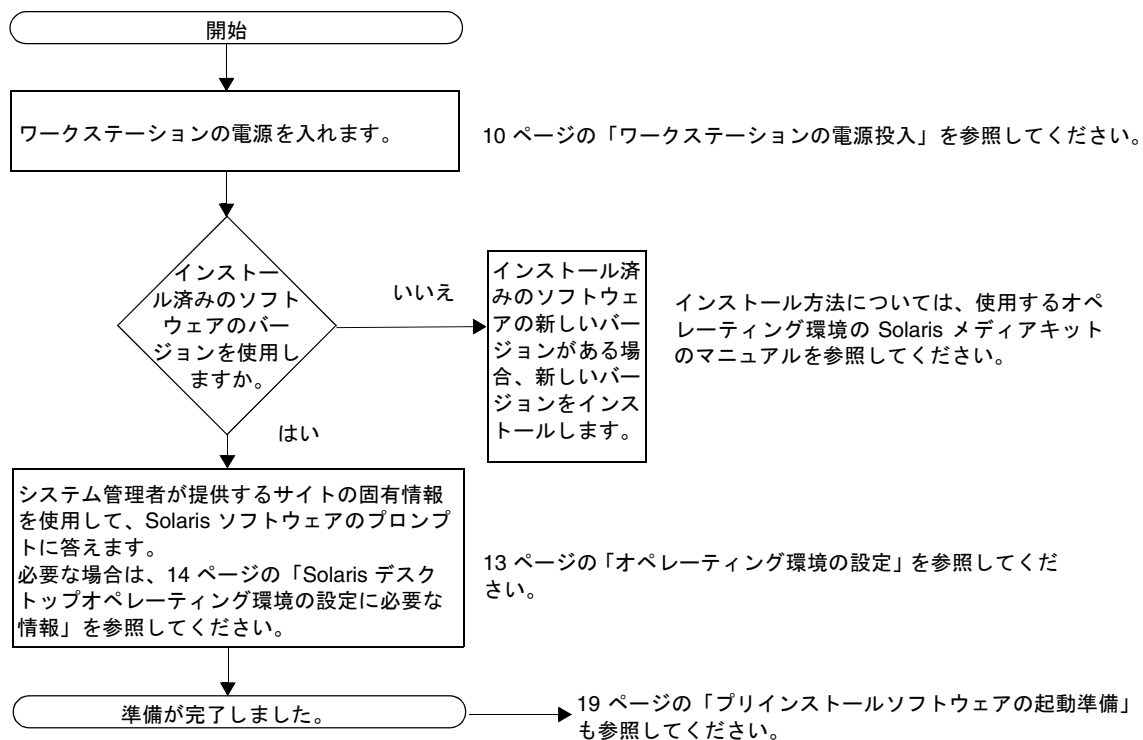 開始
ワークステーションの電源を入れます。
10 ページの「ワークステーションの電源投入」を参照してください。
インストー
ル済みのソフト
ウェアのバー
ジョンを使用し
ますか。
いいえ
インストール済
みのソフトウェ
アの新しいバー
ジョンがある場
合、新しいバー
ジョンをインス
トールします。
インストール方法については、使用するオペ
レーティング環境の Solaris メディアキット
のマニュアルを参照してください。
はい
システム管理者が提供するサイトの固有情報
を使用して、Solaris ソフトウェアのプロンプ
トに答えます。
必要な場合は、14 ページの「Solaris デスク
トップオペレーティング環境の設定に必要な
情報」を参照してください。
13 ページの「オペレーティング環境の設定」を参照してくだ
さい。
準備が完了しました。
19 ページの「プリインストールソフトウェアの起動準備」
も参照してください。